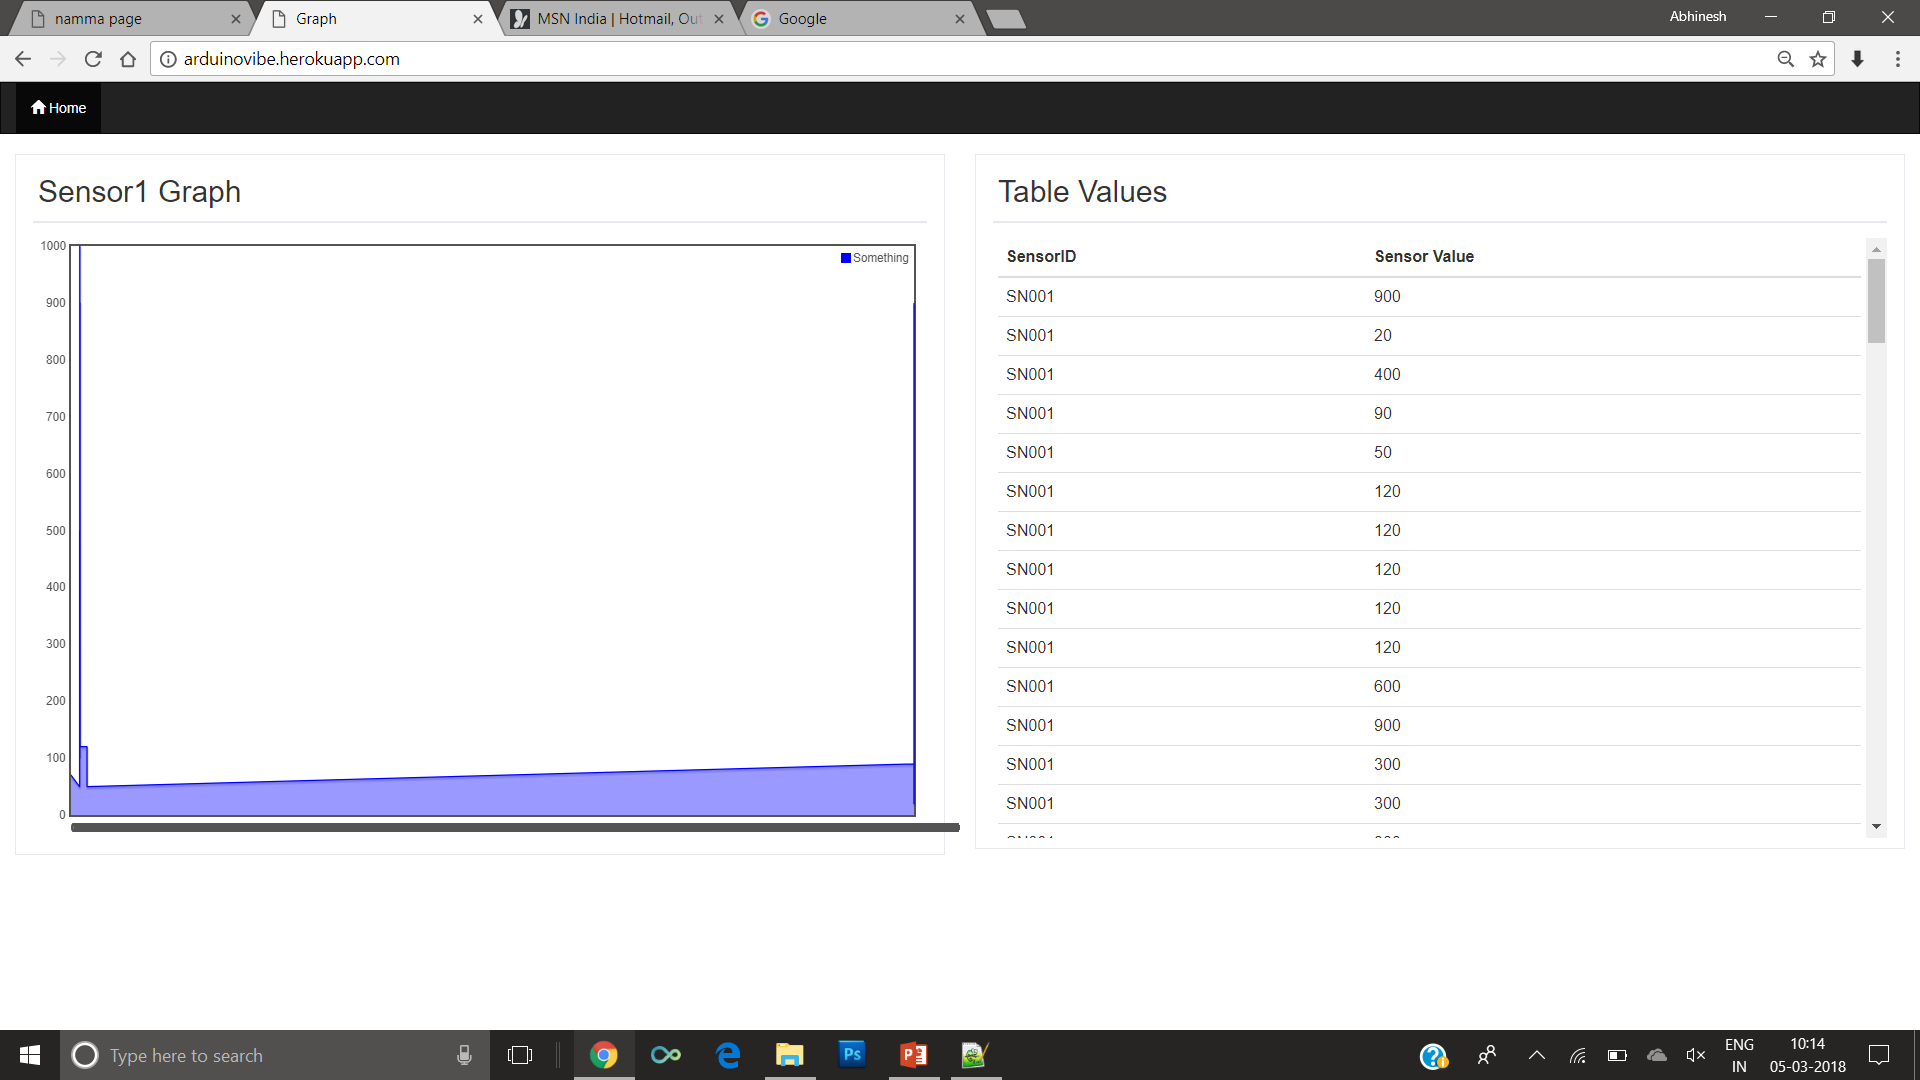 namma page
Graph
MSN India | Hotmail, Out
Google
Abhinesh
arduinovibe.herokuapp.com
Home
Sensor1 Graph
1000
900
800
700
600
500
400
300
200
100
0
Something
Table Values
SensorID Sensor Value
SN001 900
SN001 20
SN001 400
SN001 90
SN001 50
SN001 120
SN001 120
SN001 120
SN001 120
SN001 120
SN001 600
SN001 900
SN001 300
SN001 300
Type here to search
Ps
P
ENG
IN
10:14
05-03-2018